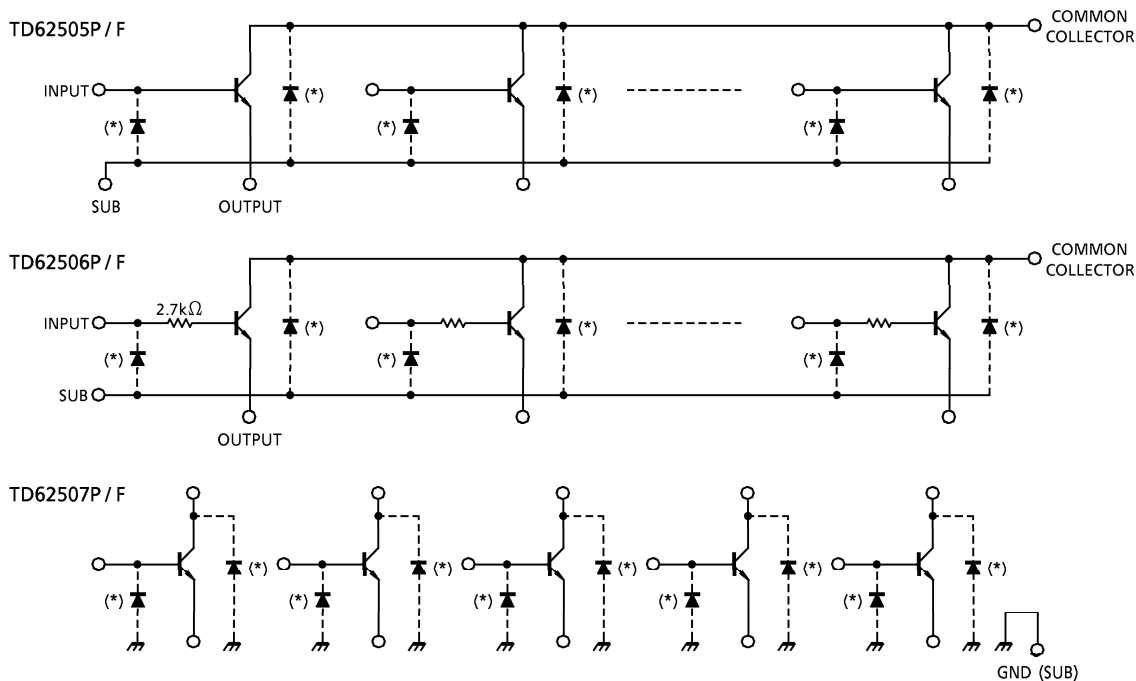 TD62505P / F
COMMON
COLLECTOR
INPUT
(*)
(*)
(*)
(*)
(*)
(*)
SUB
OUTPUT
TD62506P / F
COMMON
COLLECTOR
2.7kΩ
INPUT
(*)
(*)
(*)
(*)
(*)
(*)
SUB
OUTPUT
TD62507P / F
(*)
(*)
(*)
(*)
(*)
(*)
(*)
(*)
(*)
(*)
GND (SUB)